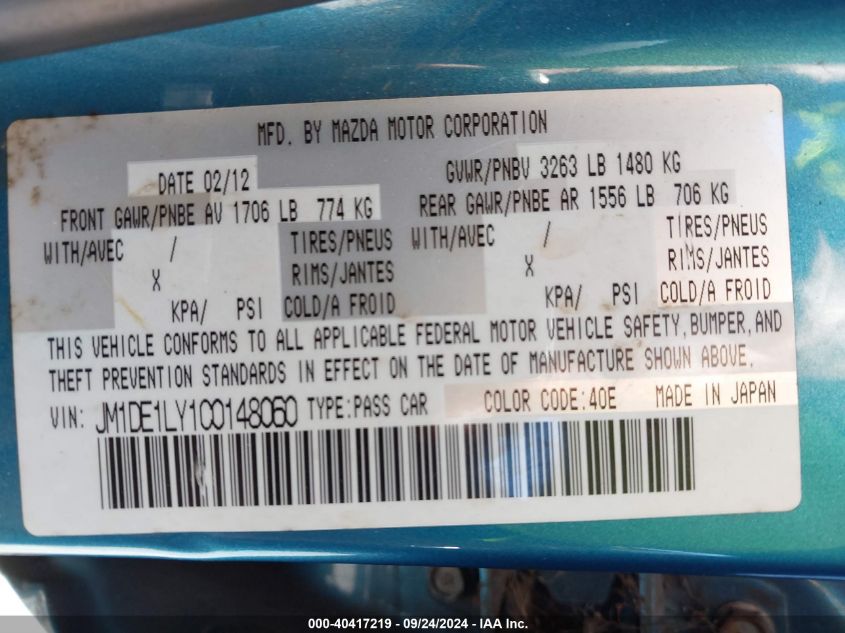 MFD. BY MAZDA MOTOR CORPORATION
DATE 02/12 GVWR/PNBV 3263 LB 1480 KG
FRONT GAWR/PNBE AV 1706 LB 774 KG REAR GAWR/PNBE AR 1556 LB 706 KG
WITH/AVEC / TIRES/PNEUS WITH/AVEC / TIRES/PNEUS
X RIMS/JANTES X RIMS/JANTES
KPA/ PSI COLD/A FROID KPA/ PSI COLD/A FROID
THIS VEHICLE CONFORMS TO ALL APPLICABLE FEDERAL MOTOR VEHICLE SAFETY, BUMPER, AND
THEFT PREVENTION STANDARDS IN EFFECT ON THE DATE OF MANUFACTURE SHOWN ABOVE.
VIN: JM1DE1LY1C0148060 TYPE:PASS CAR COLOR CODE:40E MADE IN JAPAN
000-40417219 - 09/24/2024 - IAA Inc.